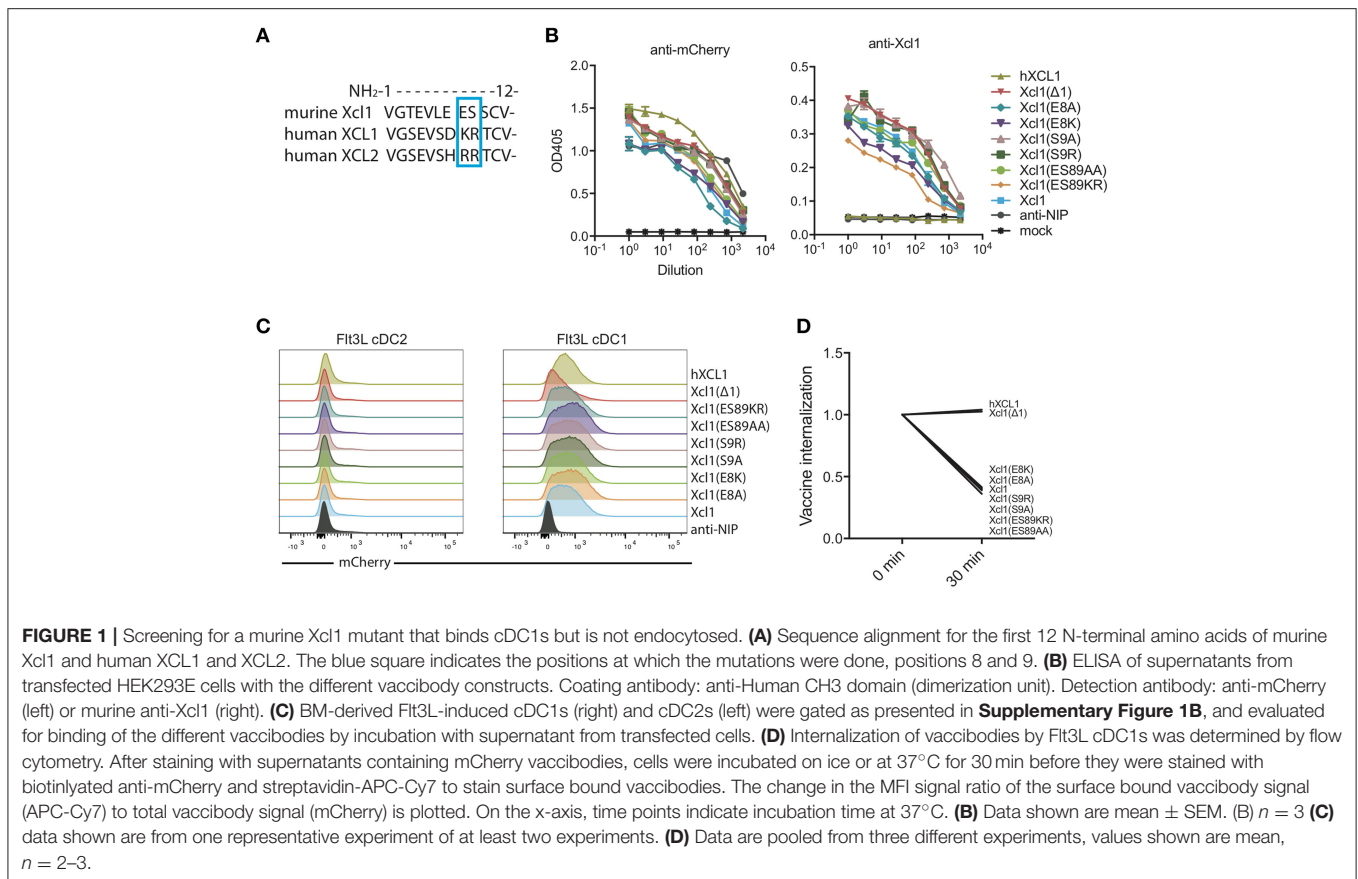 A
NH2-1 - - - - - - - - - - -12-
murine Xcl1 VGTEVLE ES SCV-
human XCL1 VGSEVSD KR TCV-
human XCL2 VGSEVSH RR TCV-
B
anti-mCherry
anti-Xcl1
OD405
2.0
1.5
1.0
0.5
0.0
10-1 100 101 102 103 104
Dilution
0.5
0.4
0.3
0.2
0.1
0.0
10-1 100 101 102 103 104
hXCL1
Xcl1(Δ1)
Xcl1(E8A)
Xcl1(E8K)
Xcl1(S9A)
Xcl1(S9R)
Xcl1(ES89AA)
Xcl1(ES89KR)
Xcl1
anti-NIP
mock
C
Flt3L cDC2
Flt3L cDC1
hXCL1
Xcl1(Δ1)
Xcl1(ES89KR)
Xcl1(ES89AA)
Xcl1(S9R)
Xcl1(S9A
Xcl1(E8K)
Xcl1(E8A)
Xcl1
anti-NIP
-10 3 0 10 3 10 4 10 5
-10 3 0 10 3 10 4 10 5
mCherry
D
Vaccine internalization
1.5
1.0
0.5
0.0
hXCL1
Xcl1(Δ1)
Xcl1(E8K)
Xcl1(E8A)
Xcl1
Xcl1(S9R)
Xcl1(S9A)
Xcl1(ES89KR)
Xcl1(ES89AA)
0 min
30 min
FIGURE 1 | Screening for a murine Xcl1 mutant that binds cDC1s but is not endocytosed. (A) Sequence alignment for the first 12 N-terminal amino acids of murine
Xcl1 and human XCL1 and XCL2. The blue square indicates the positions at which the mutations were done, positions 8 and 9. (B) ELISA of supernatants from
transfected HEK293E cells with the different vaccibody constructs. Coating antibody: anti-Human CH3 domain (dimerization unit). Detection antibody: anti-mCherry
(left) or murine anti-Xcl1 (right). (C) BM-derived Flt3L-induced cDC1s (right) and cDC2s (left) were gated as presented in Supplementary Figure 1B, and evaluated
for binding of the different vaccibodies by incubation with supernatant from transfected cells. (D) Internalization of vaccibodies by Flt3L cDC1s was determined by flow
cytometry. After staining with supernatants containing mCherry vaccibodies, cells were incubated on ice or at 37°C for 30 min before they were stained with
biotinlyated anti-mCherry and streptavidin-APC-Cy7 to stain surface bound vaccibodies. The change in the MFI signal ratio of the surface bound vaccibody signal
(APC-Cy7) to total vaccibody signal (mCherry) is plotted. On the x-axis, time points indicate incubation time at 37°C. (B) Data shown are mean ± SEM. (B) n = 3 (C)
data shown are from one representative experiment of at least two experiments. (D) Data are pooled from three different experiments, values shown are mean,
n = 2–3.